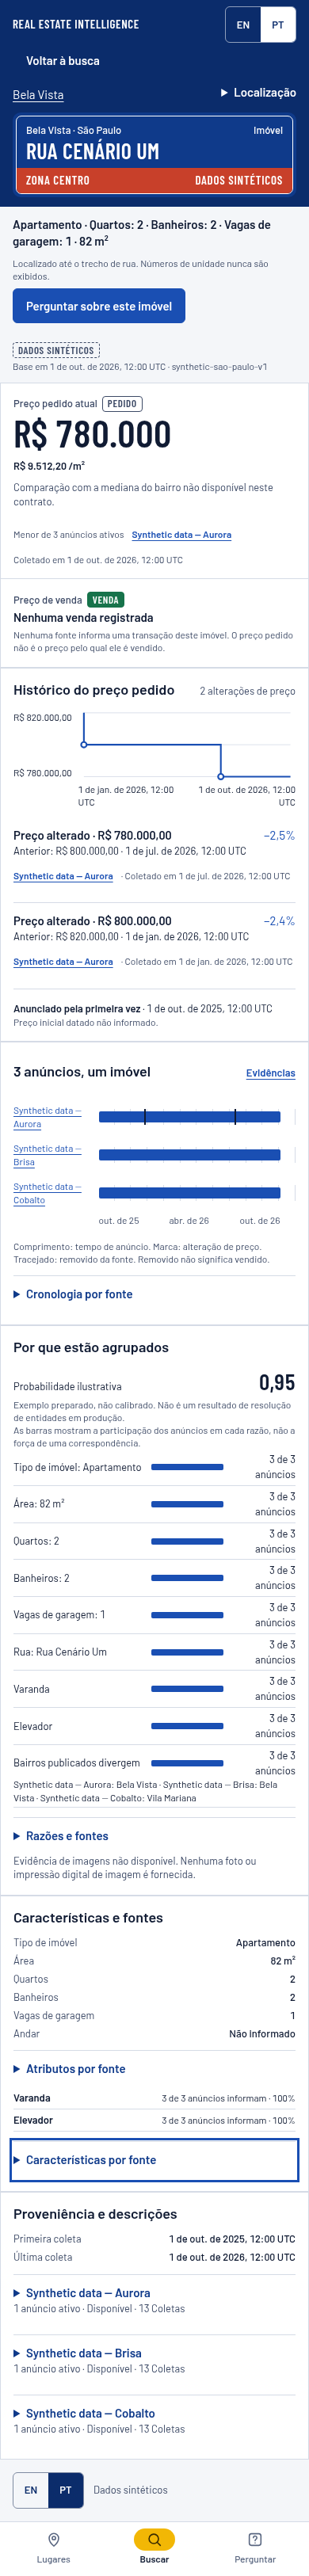 REAL ESTATE INTELLIGENCE
EN PT
Voltar à busca
Bela Vista
Localização
Bela Vista · São Paulo Imóvel
RUA CENÁRIO UM
ZONA CENTRO DADOS SINTÉTICOS
Apartamento · Quartos: 2 · Banheiros: 2 · Vagas de
garagem: 1 · 82 m²
Localizado até o trecho de rua. Números de unidade nunca são
exibidos.
Perguntar sobre este imóvel
DADOS SINTÉTICOS
Base em 1 de out. de 2026, 12:00 UTC · synthetic-sao-paulo-v1
Preço pedido atual PEDIDO
R$ 780.000
R$ 9.512,20 /m²
Comparação com a mediana do bairro não disponível neste
contrato.
Menor de 3 anúncios ativos Synthetic data — Aurora
Coletado em 1 de out. de 2026, 12:00 UTC
Preço de venda VENDA
Nenhuma venda registrada
Nenhuma fonte informa uma transação deste imóvel. O preço pedido
não é o preço pelo qual ele é vendido.
Histórico do preço pedido 2 alterações de preço
R$ 820.000,00
R$ 780.000,00
1 de jan. de 2026, 12:00
UTC
1 de out. de 2026, 12:00
UTC
Preço alterado · R$ 780.000,00 −2,5%
Anterior: R$ 800.000,00 · 1 de jul. de 2026, 12:00 UTC
Synthetic data — Aurora · Coletado em 1 de jul. de 2026, 12:00 UTC
Preço alterado · R$ 800.000,00 −2,4%
Anterior: R$ 820.000,00 · 1 de jan. de 2026, 12:00 UTC
Synthetic data — Aurora · Coletado em 1 de jan. de 2026, 12:00 UTC
Anunciado pela primeira vez · 1 de out. de 2025, 12:00 UTC
Preço inicial datado não informado.
3 anúncios, um imóvel Evidências
Synthetic data —
Aurora
Synthetic data —
Brisa
Synthetic data —
Cobalto
out. de 25 abr. de 26 out. de 26
Comprimento: tempo de anúncio. Marca: alteração de preço.
Tracejado: removido da fonte. Removido não significa vendido.
Cronologia por fonte
Por que estão agrupados
Probabilidade ilustrativa 0,95
Exemplo preparado, não calibrado. Não é um resultado de resolução
de entidades em produção.
As barras mostram a participação dos anúncios em cada razão, não a
força de uma correspondência.
Tipo de imóvel: Apartamento 3 de 3
anúncios
Área: 82 m² 3 de 3
anúncios
Quartos: 2 3 de 3
anúncios
Banheiros: 2 3 de 3
anúncios
Vagas de garagem: 1 3 de 3
anúncios
Rua: Rua Cenário Um 3 de 3
anúncios
Varanda 3 de 3
anúncios
Elevador 3 de 3
anúncios
Bairros publicados divergem 3 de 3
anúncios
Synthetic data — Aurora: Bela Vista · Synthetic data — Brisa: Bela
Vista · Synthetic data — Cobalto: Vila Mariana
Razões e fontes
Evidência de imagens não disponível. Nenhuma foto ou
impressão digital de imagem é fornecida.
Características e fontes
Tipo de imóvel Apartamento
Área 82 m²
Quartos 2
Banheiros 2
Vagas de garagem 1
Andar Não informado
Atributos por fonte
Varanda 3 de 3 anúncios informam · 100%
Elevador 3 de 3 anúncios informam · 100%
Características por fonte
Proveniência e descrições
Primeira coleta 1 de out. de 2025, 12:00 UTC
Última coleta 1 de out. de 2026, 12:00 UTC
Synthetic data — Aurora
1 anúncio ativo · Disponível · 13 Coletas
Synthetic data — Brisa
1 anúncio ativo · Disponível · 13 Coletas
Synthetic data — Cobalto
1 anúncio ativo · Disponível · 13 Coletas
EN PT Dados sintéticos
Lugares Buscar Perguntar